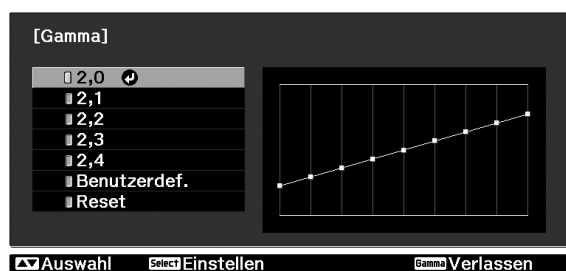 [Gamma]
2,0
2,1
2,2
2,3
2,4
Benutzerdef.
Reset
Auswahl Select Einstellen Gamma Verlassen